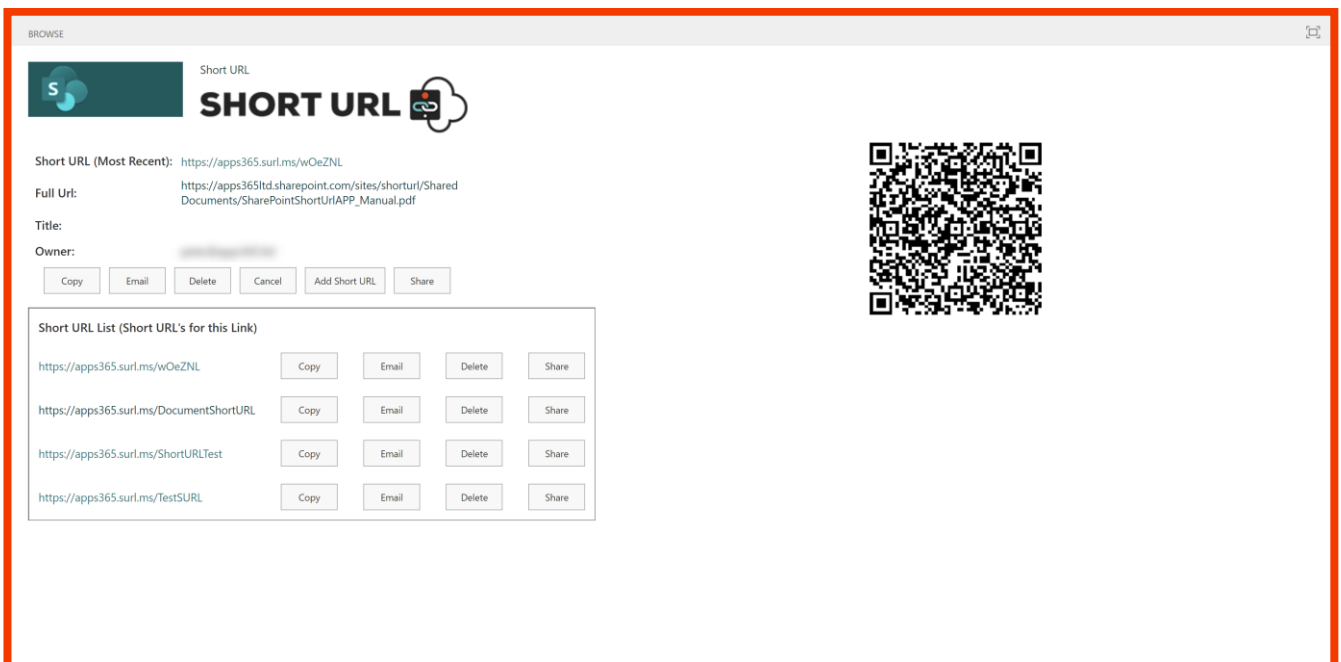 BROWSE
S
Short URL
SHORT URL
Short URL (Most Recent): https://apps365.surl.ms/wOeZNL
Full Url: https://apps365ltd.sharepoint.com/sites/shorturl/Shared
Documents/SharePointShortUrlAPP_Manual.pdf
Title:
Owner:
Copy Email Delete Cancel Add Short URL Share
Short URL List (Short URL's for this Link)
https://apps365.surl.ms/wOeZNL Copy Email Delete Share
https://apps365.surl.ms/DocumentShortURL Copy Email Delete Share
https://apps365.surl.ms/ShortURLTest Copy Email Delete Share
https://apps365.surl.ms/TestSURL Copy Email Delete Share